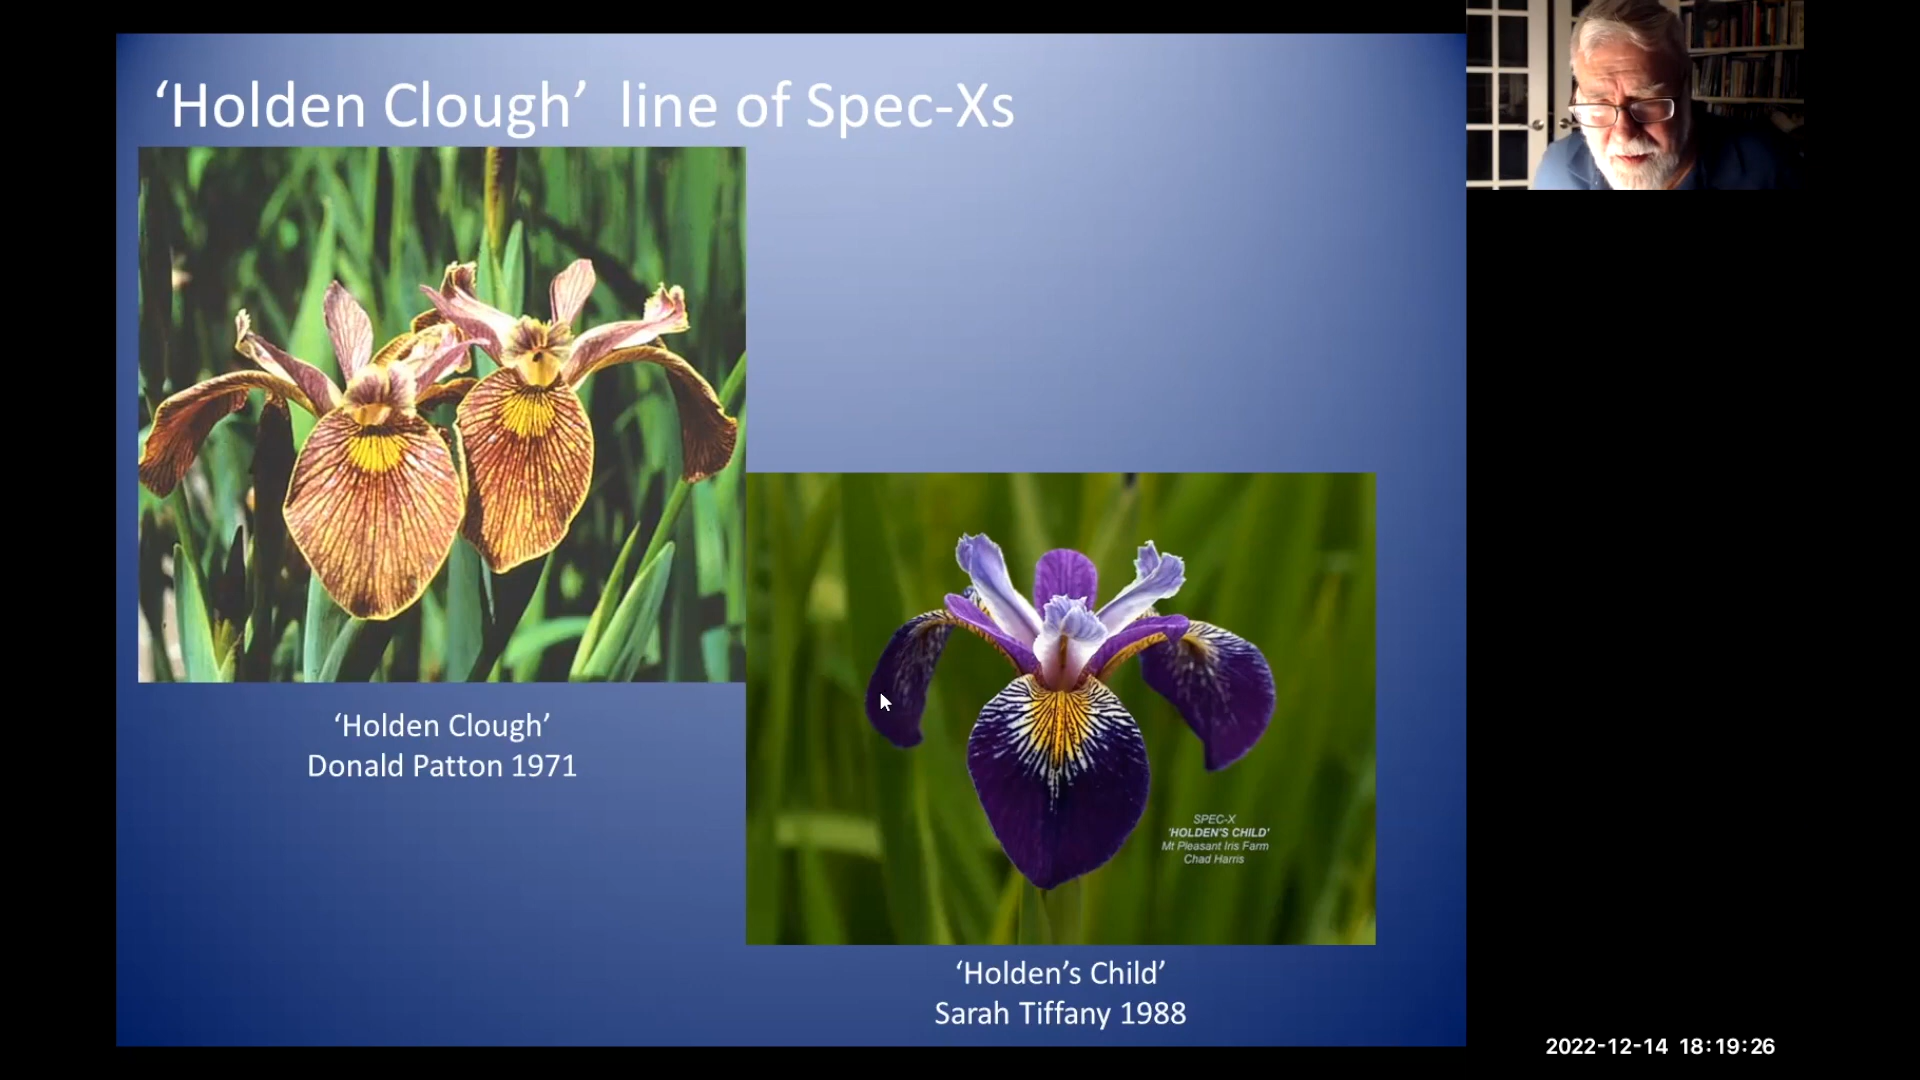 ‘Holden Clough’ line of Spec-Xs
‘Holden Clough’
Donald Patton 1971
SPEC-X
'HOLDEN'S CHILD'
Mt Pleasant Iris Farm
Chad Harris
‘Holden’s Child’
Sarah Tiffany 1988
2022-12-14 18:19:26